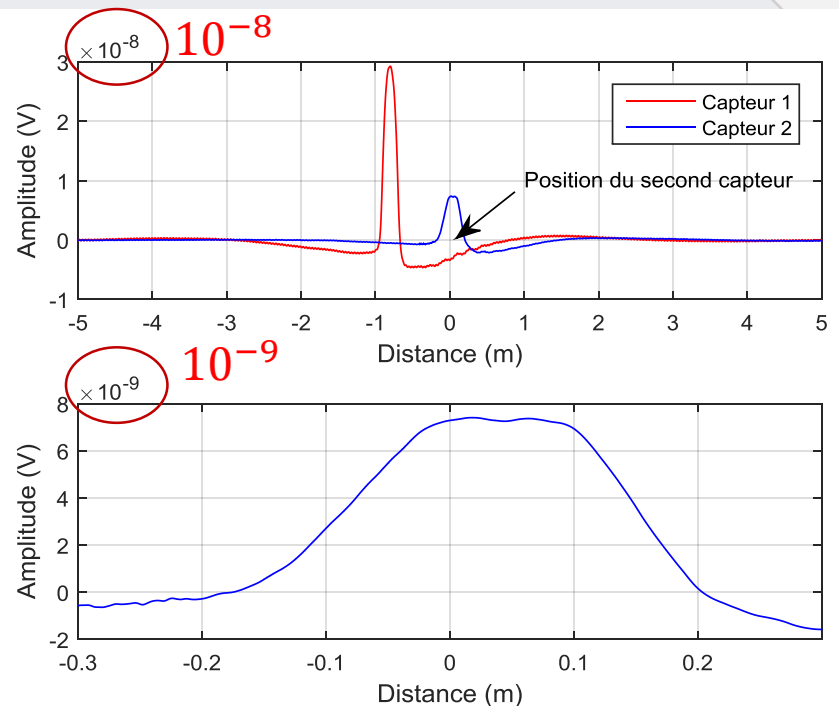 ×10⁻⁸ 10⁻⁸
3
2
1
0
-1
Amplitude (V)
Capteur 1
Capteur 2
Position du second capteur
-5 -4 -3 -2 -1 0 1 2 3 4 5
Distance (m)
×10⁻⁹ 10⁻⁹
8
6
4
2
0
-2
Amplitude (V)
-0.3 -0.2 -0.1 0 0.1 0.2
Distance (m)